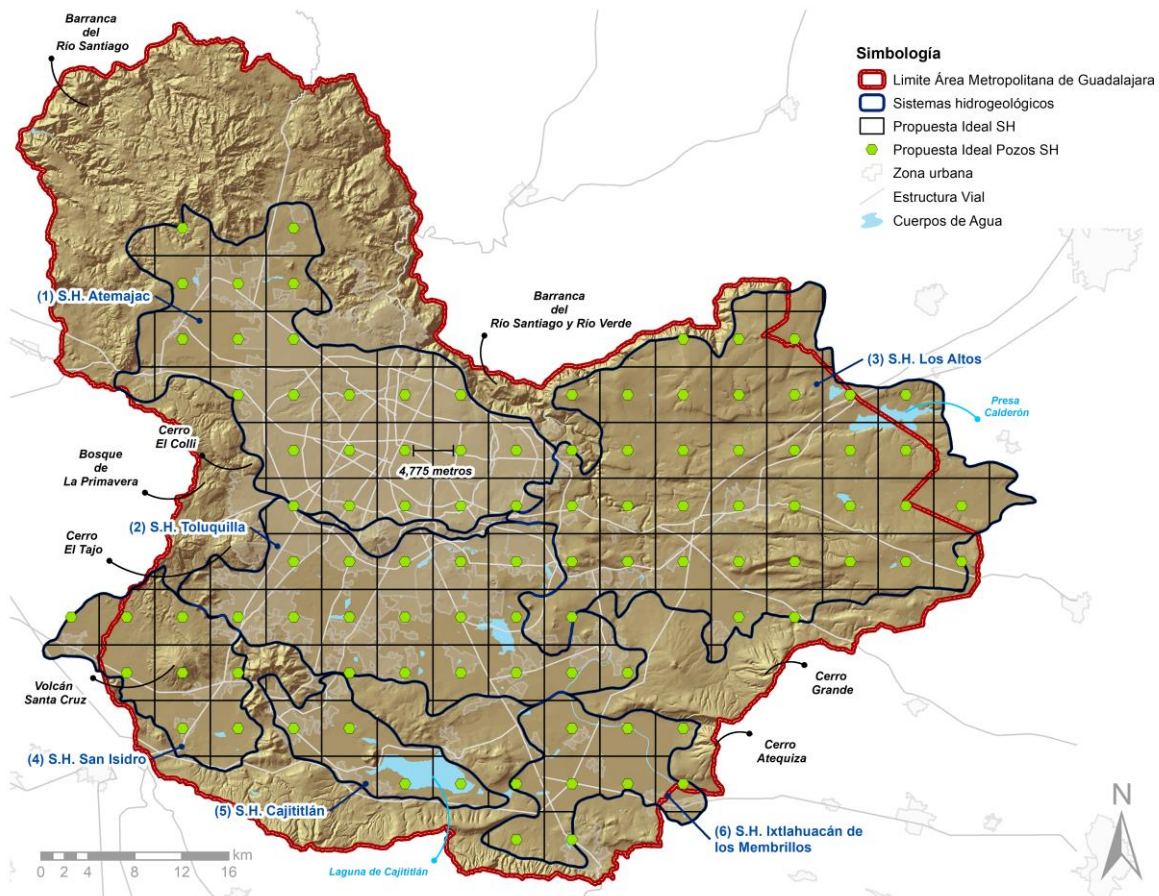 Barranca
del
Río Santiago
Simbología
Limite Área Metropolitana de Guadalajara
Sistemas hidrogeológicos
Propuesta Ideal SH
Propuesta Ideal Pozos SH
Zona urbana
Estructura Vial
Cuerpos de Agua
(1) S.H. Atemajac
Barranca
del
Río Santiago y Río Verde
(3) S.H. Los Altos
Presa
Calderón
Cerro
El Colli
Bosque
de
La Primavera
4,775 metros
(2) S.H. Toluquilla
Cerro
El Tajo
Volcán
Santa Cruz
Cerro
Grande
(4) S.H. San Isidro
Cerro
Atequiza
(5) S.H. Cajititlán
(6) S.H. Ixtlahuacán de
los Membrillos
Laguna de Cajititlán
N
km
0 2 4 8 12 16